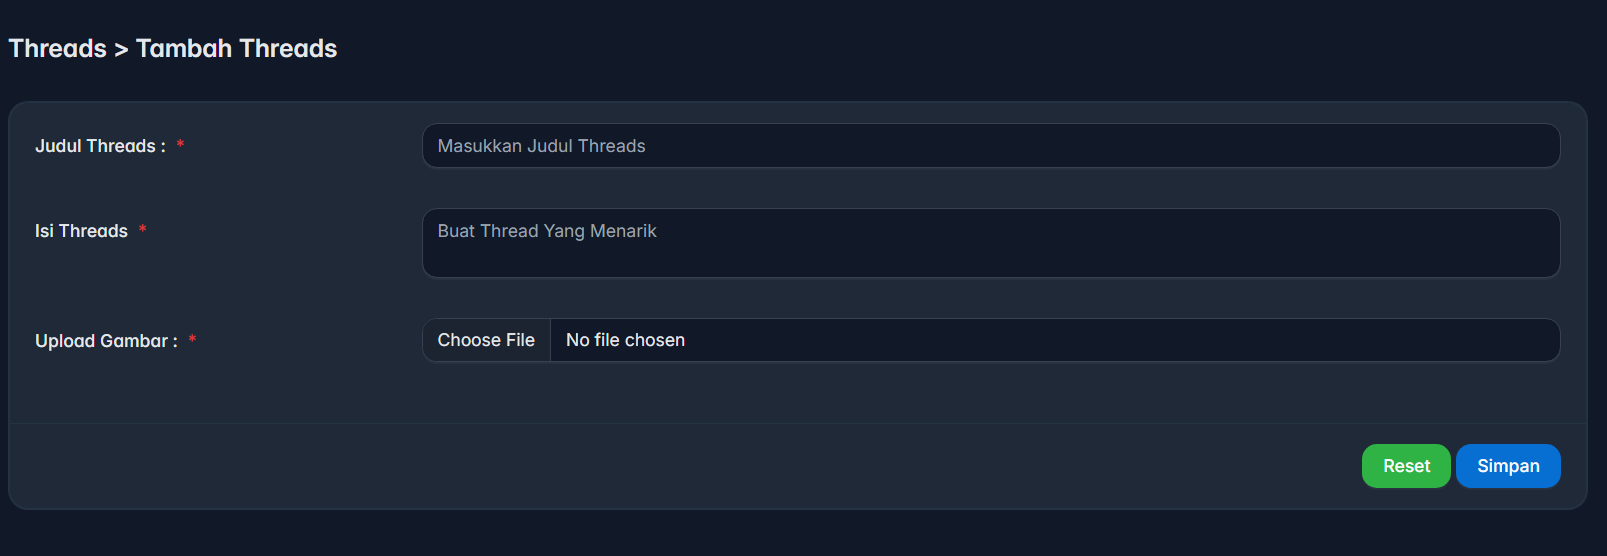 Threads > Tambah Threads
Judul Threads : *
Masukkan Judul Threads
Isi Threads *
Buat Thread Yang Menarik
Upload Gambar : *
Choose File No file chosen
Reset Simpan